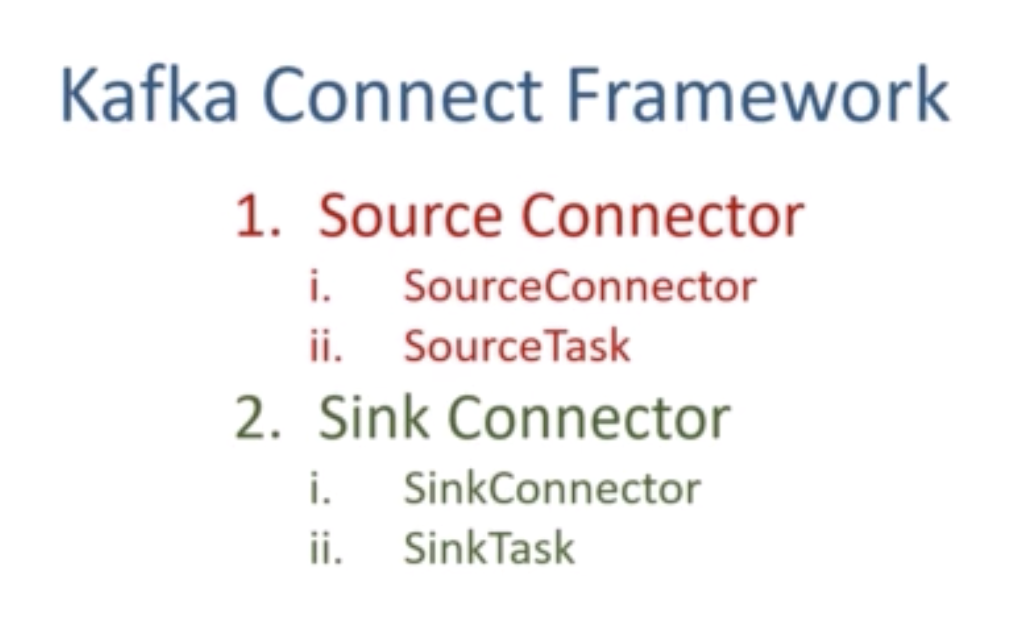 Kafka Connect Framework
1. Source Connector
i. SourceConnector
ii. SourceTask
2. Sink Connector
i. SinkConnector
ii. SinkTask